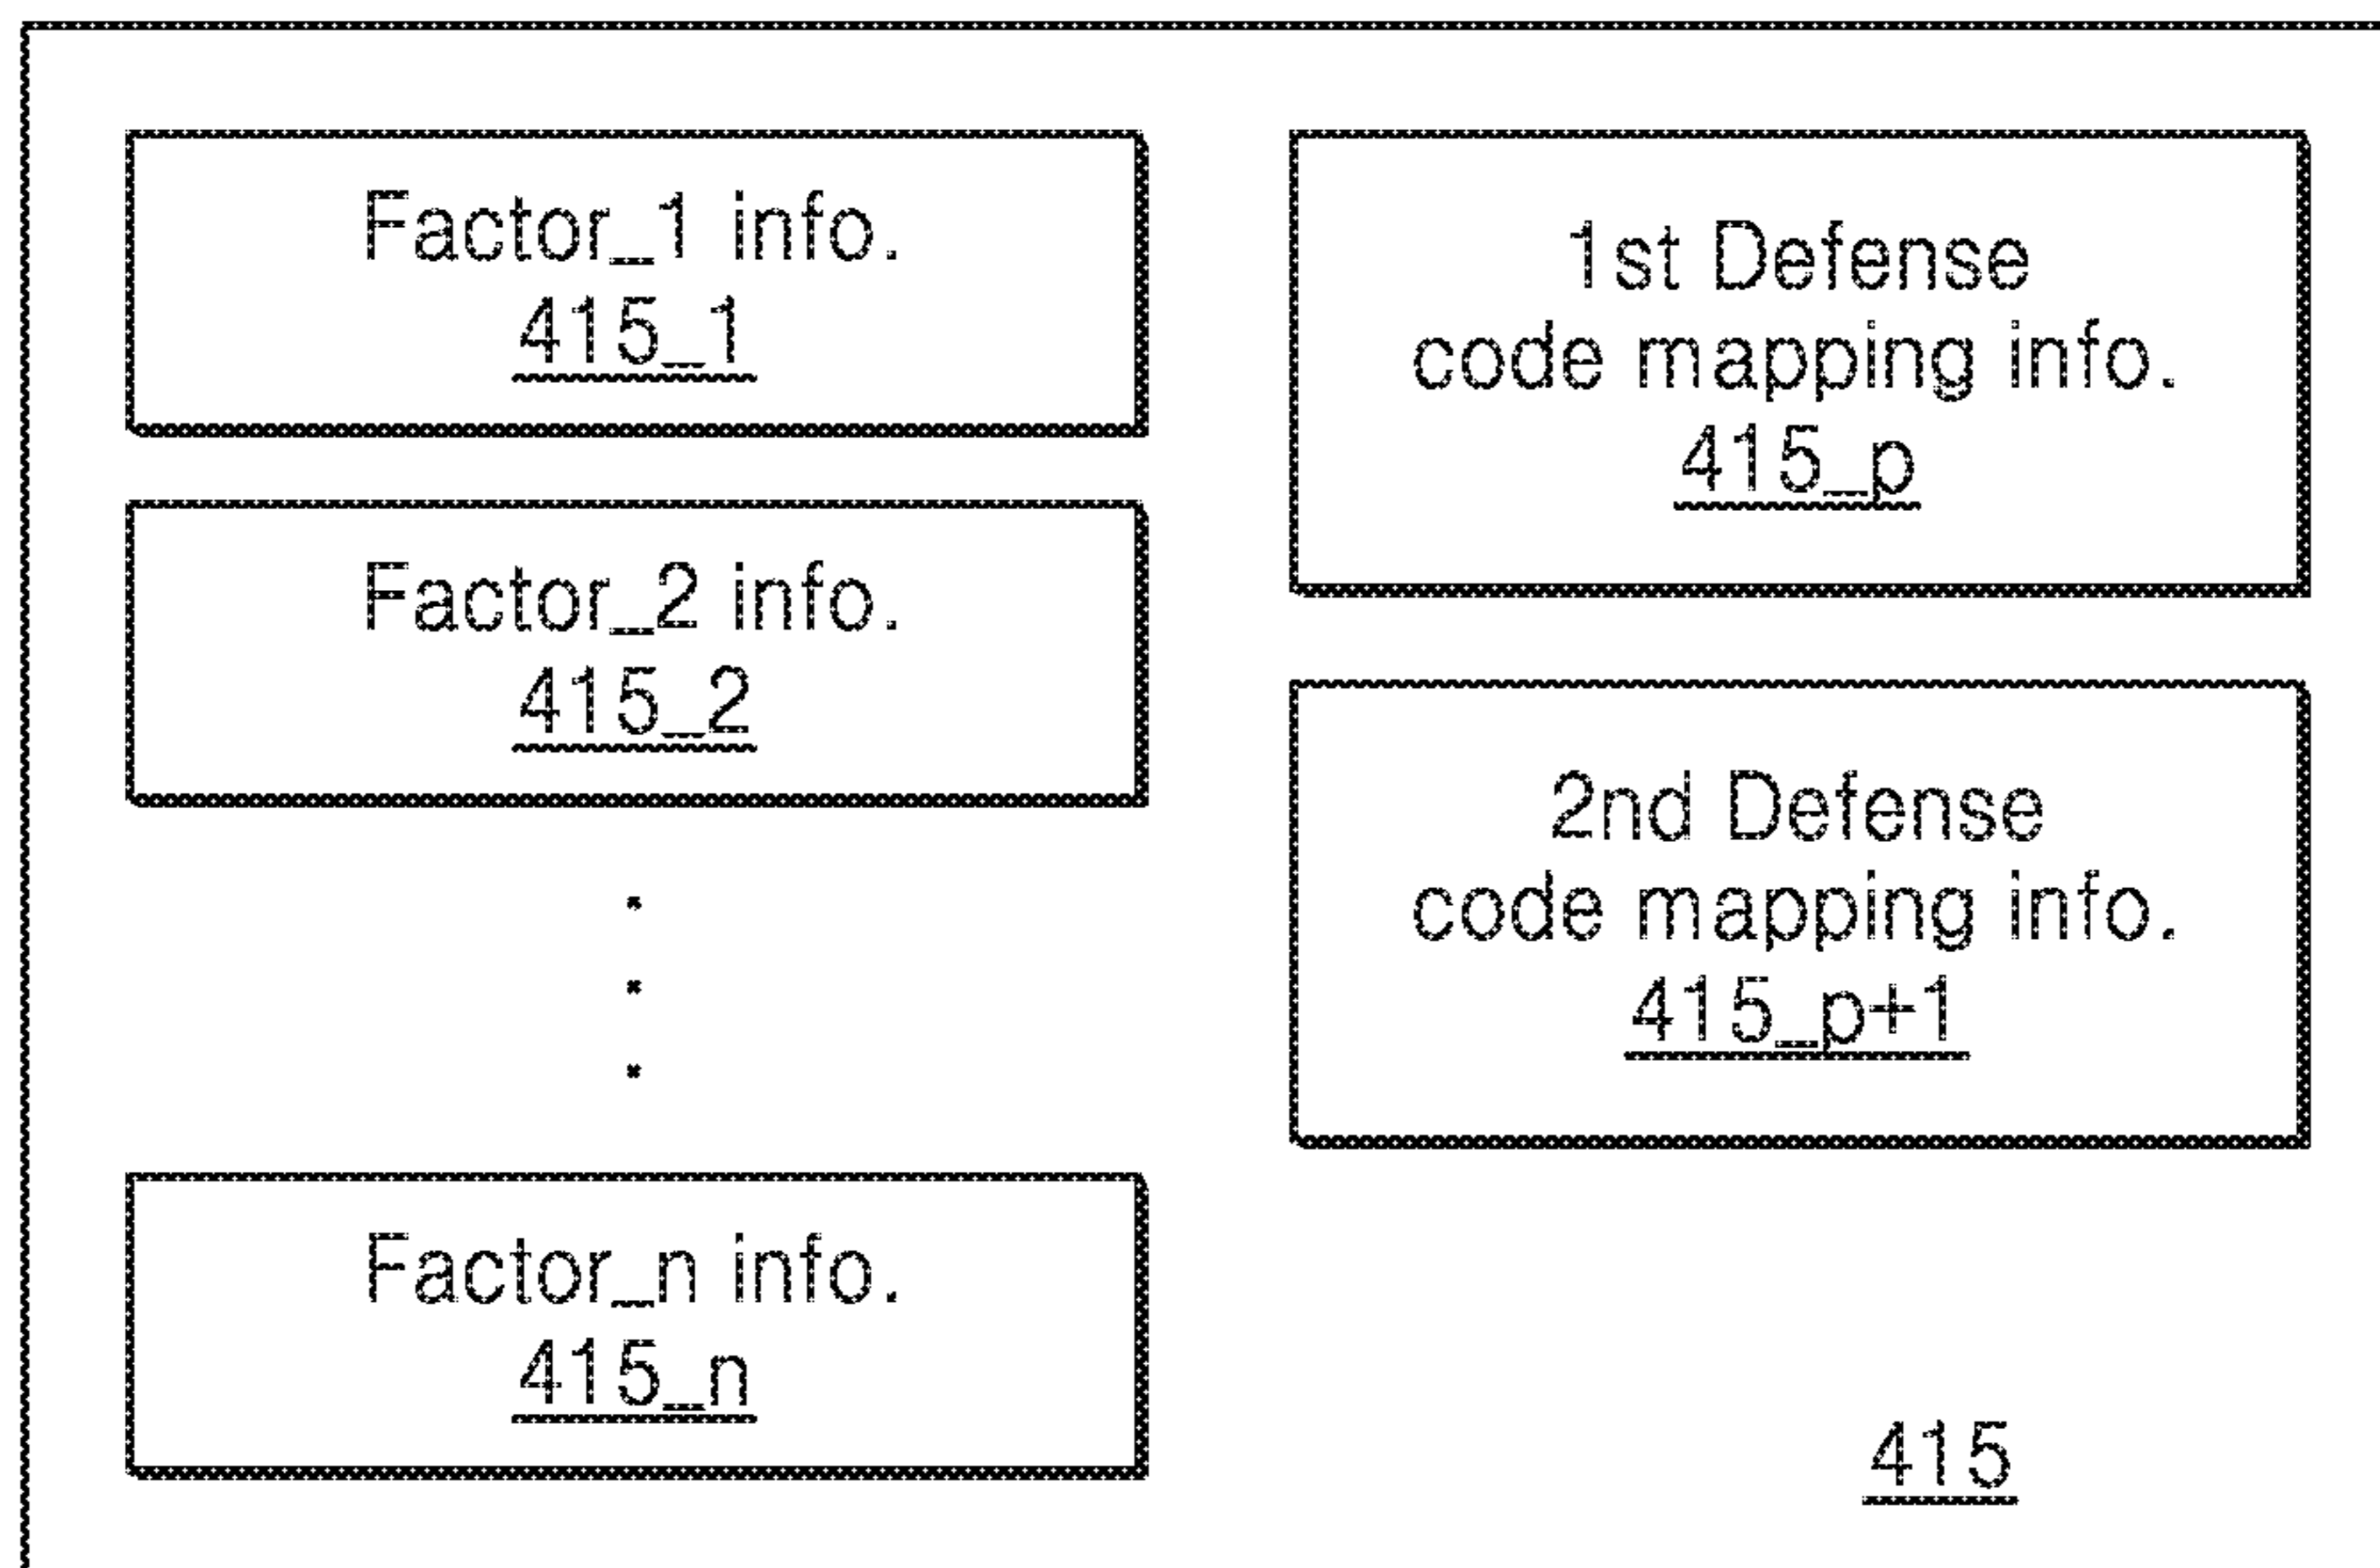 Factor_1 info.
415_1
Factor_2 info.
415_2
Factor_n info.
415_n
1st Defense
code mapping info.
415_p
2nd Defense
code mapping info.
415_p+1
415